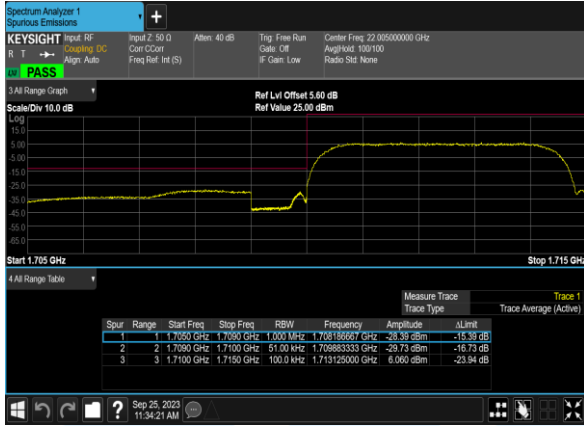 Spectrum Analyzer 1
Spurious Emissions
KEYSIGHT Input: RF Input Z: 50 Ω Atten: 40 dB Trig: Free Run Center Freq: 22.005000000 GHz
R T Coupling: DC Corr CCorr Gate: Off Avg|Hold: 100/100
Align: Auto Freq Ref: Int (S) IF Gain: Low Radio Std: None
LXI PASS
3 All Range Graph
Ref Lvl Offset 5.60 dB
Scale/Div 10.0 dB Ref Value 25.00 dBm
Log
15.0
5.00
-5.00
-15.0
-25.0
-35.0
-45.0
-55.0
-65.0
Start 1.705 GHz Stop 1.715 GHz
4 All Range Table
Measure Trace Trace 1
Trace Type Trace Average (Active)
Spur Range Start Freq Stop Freq RBW Frequency Amplitude ΔLimit
1 1 1.7050 GHz 1.7090 GHz 1.000 MHz 1.708186667 GHz -28.39 dBm -15.39 dB
2 2 1.7090 GHz 1.7100 GHz 51.00 kHz 1.709883333 GHz -29.73 dBm -16.73 dB
3 3 1.7100 GHz 1.7150 GHz 100.0 kHz 1.713125000 GHz 6.060 dBm -23.94 dB
Sep 25, 2023
11:34:21 AM